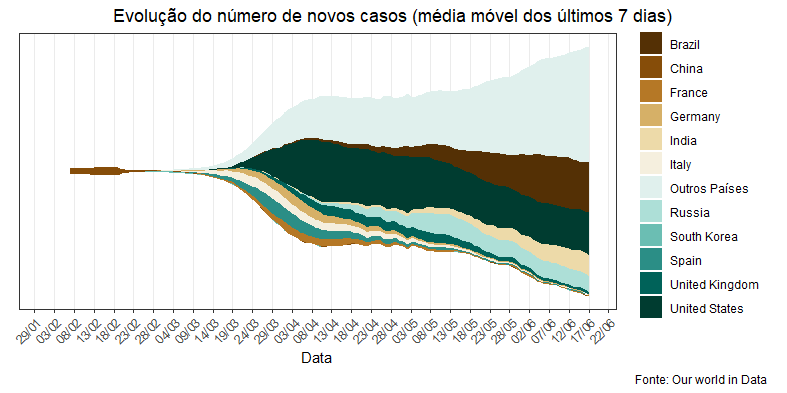 Evolução do número de novos casos (média móvel dos últimos 7 dias)
Brazil
China
France
Germany
India
Italy
Outros Países
Russia
South Korea
Spain
United Kingdom
United States
29/01 03/02 08/02 13/02 18/02 23/02 28/02 04/03 09/03 14/03 19/03 24/03 29/03 03/04 08/04 13/04 18/04 23/04 28/04 03/05 08/05 13/05 18/05 23/05 28/05 02/06 07/06 12/06 17/06 22/06
Data
Fonte: Our world in Data